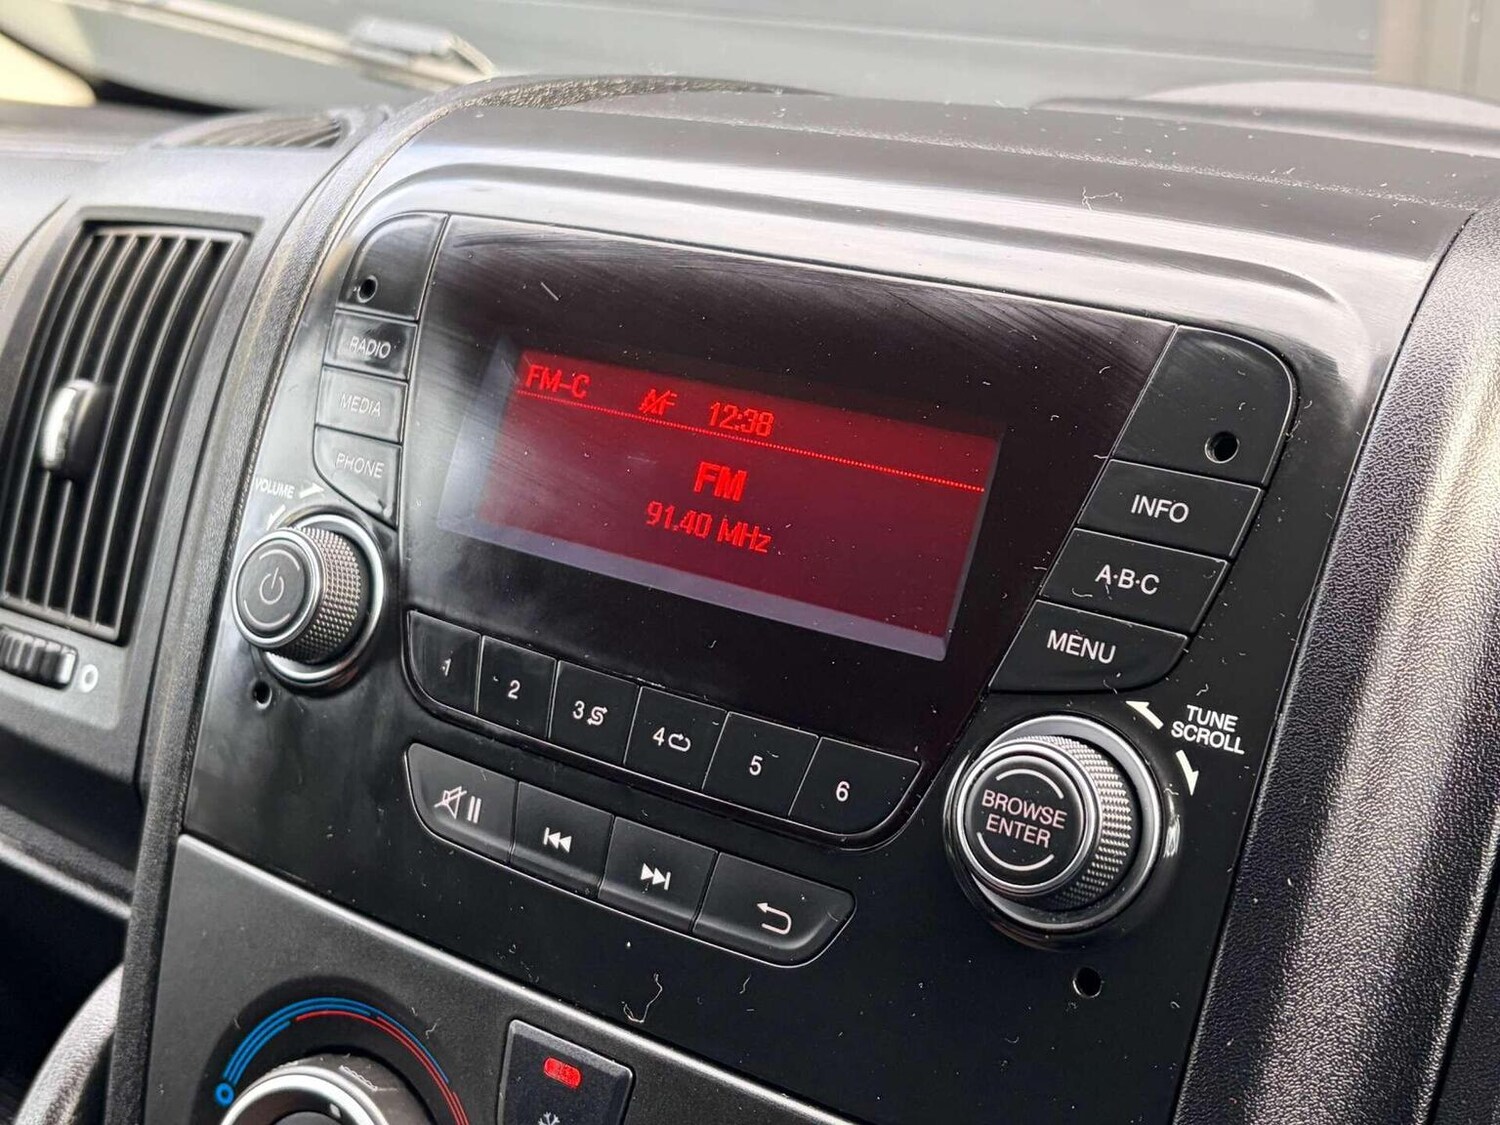 RADIO
MEDIA
PHONE
VOLUME
FM-C AF 12:38
FM
91.40 MHz
INFO
A·B·C
MENU
TUNE
SCROLL
1 2 3 4 5 6
BROWSE
ENTER